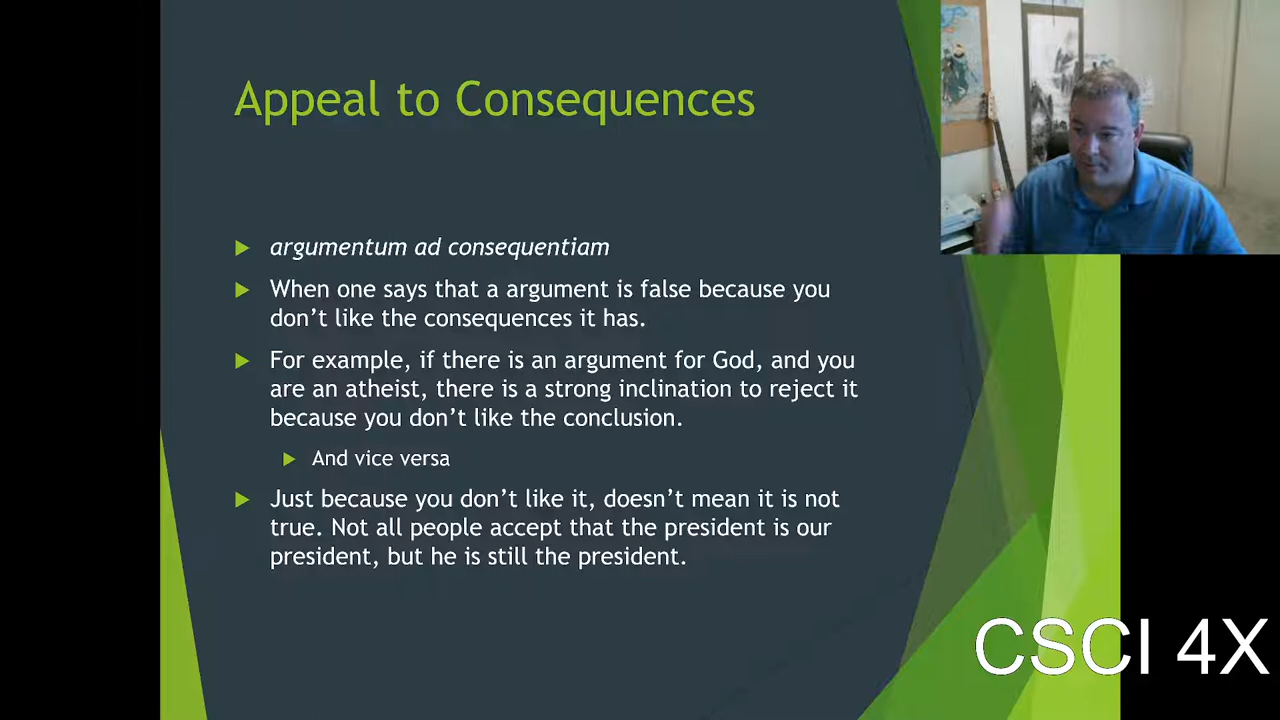 Appeal to Consequences
argumentum ad consequentiam
When one says that a argument is false because you
don't like the consequences it has.
For example, if there is an argument for God, and you
are an atheist, there is a strong inclination to reject it
because you don't like the conclusion.
And vice versa
Just because you don't like it, doesn't mean it is not
true. Not all people accept that the president is our
president, but he is still the president.
CSCI 4X